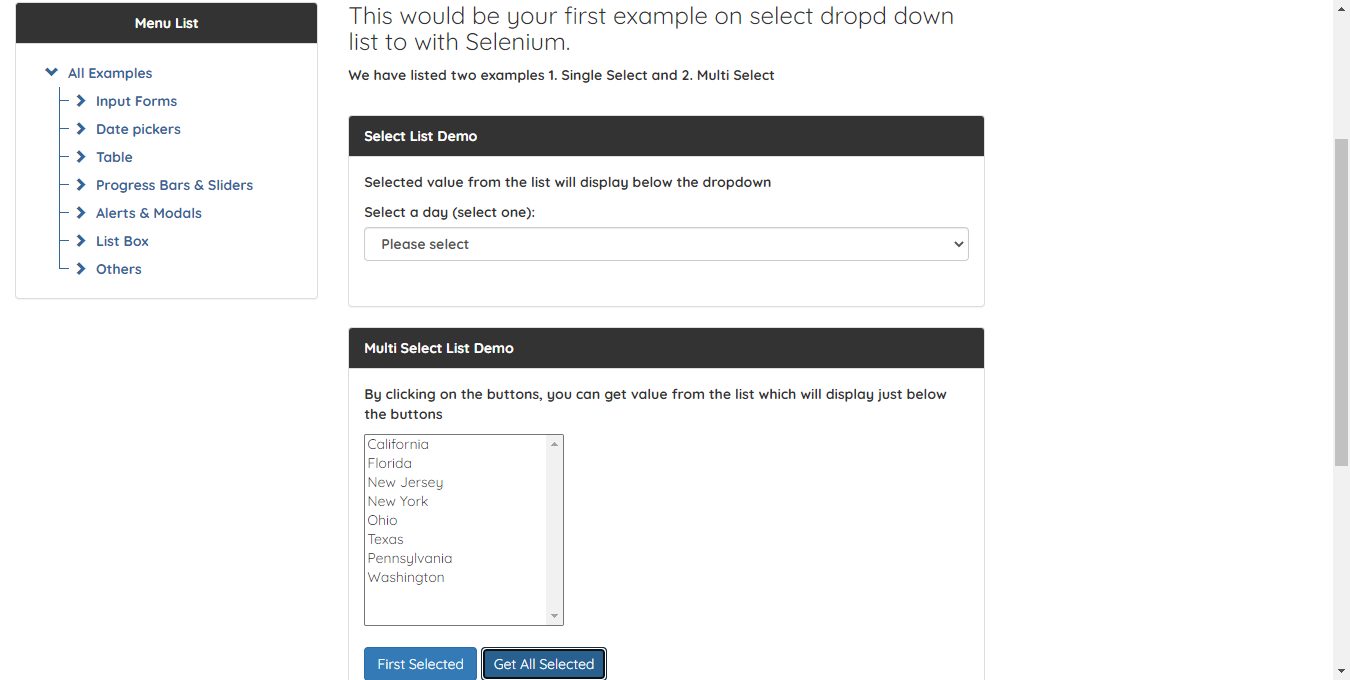 Menu List
All Examples
Input Forms
Date pickers
Table
Progress Bars & Sliders
Alerts & Modals
List Box
Others
This would be your first example on select dropd down
list to with Selenium.
We have listed two examples 1. Single Select and 2. Multi Select
Select List Demo
Selected value from the list will display below the dropdown
Select a day (select one):
Please select
Multi Select List Demo
By clicking on the buttons, you can get value from the list which will display just below
the buttons
California
Florida
New Jersey
New York
Ohio
Texas
Pennsylvania
Washington
First Selected
Get All Selected